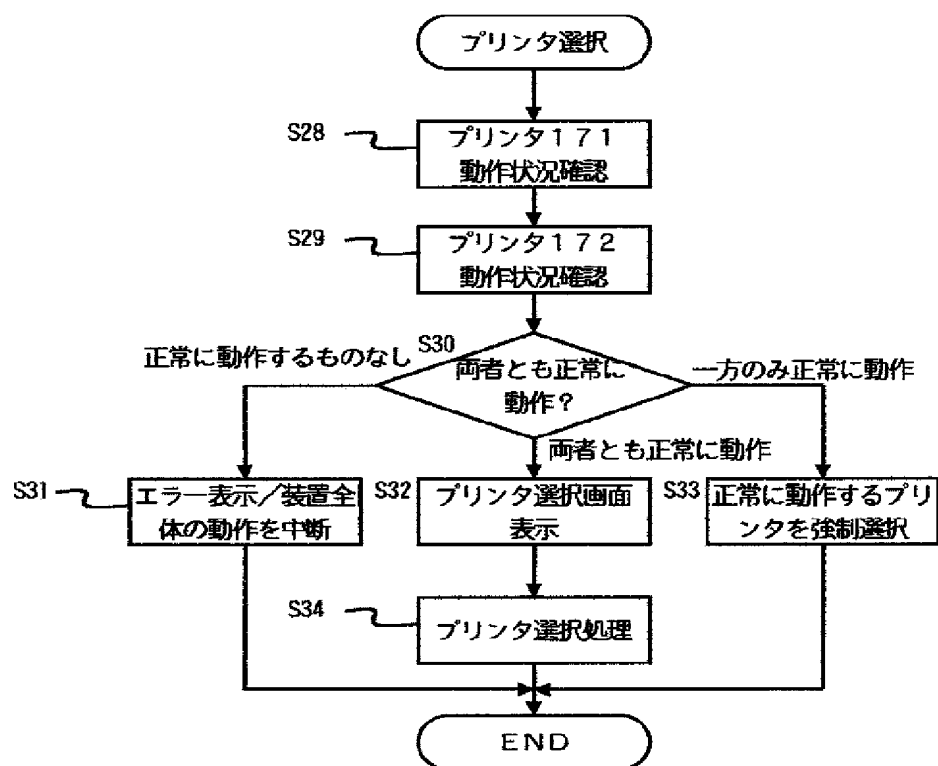 プリンタ選択
S28
プリンタ171
動作状況確認
S29
プリンタ172
動作状況確認
正常に動作するものなし
S30
両者とも正常に
動作?
一方のみ正常に動作
両者とも正常に動作
S31
エラー表示/装置全
体の動作を中断
S32
プリンタ選択画面
表示
S33
正常に動作するプリ
ンタを強制選択
S34
プリンタ選択処理
END